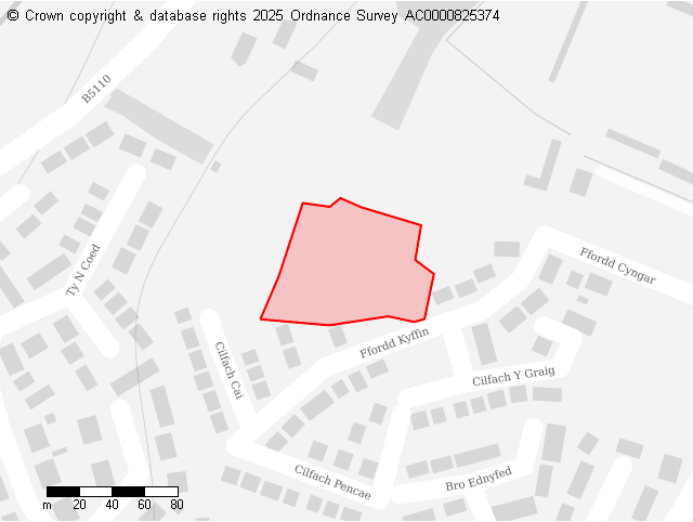 © Crown copyright & database rights 2025 Ordnance Survey AC0000825374
B5110
Ty N Coed
Ffordd Cyngar
Ffordd Kyffin
Cilfach Cai
Cilfach Y Graig
Cilfach Pencae
Bro Ednyfed
m 20 40 60 80